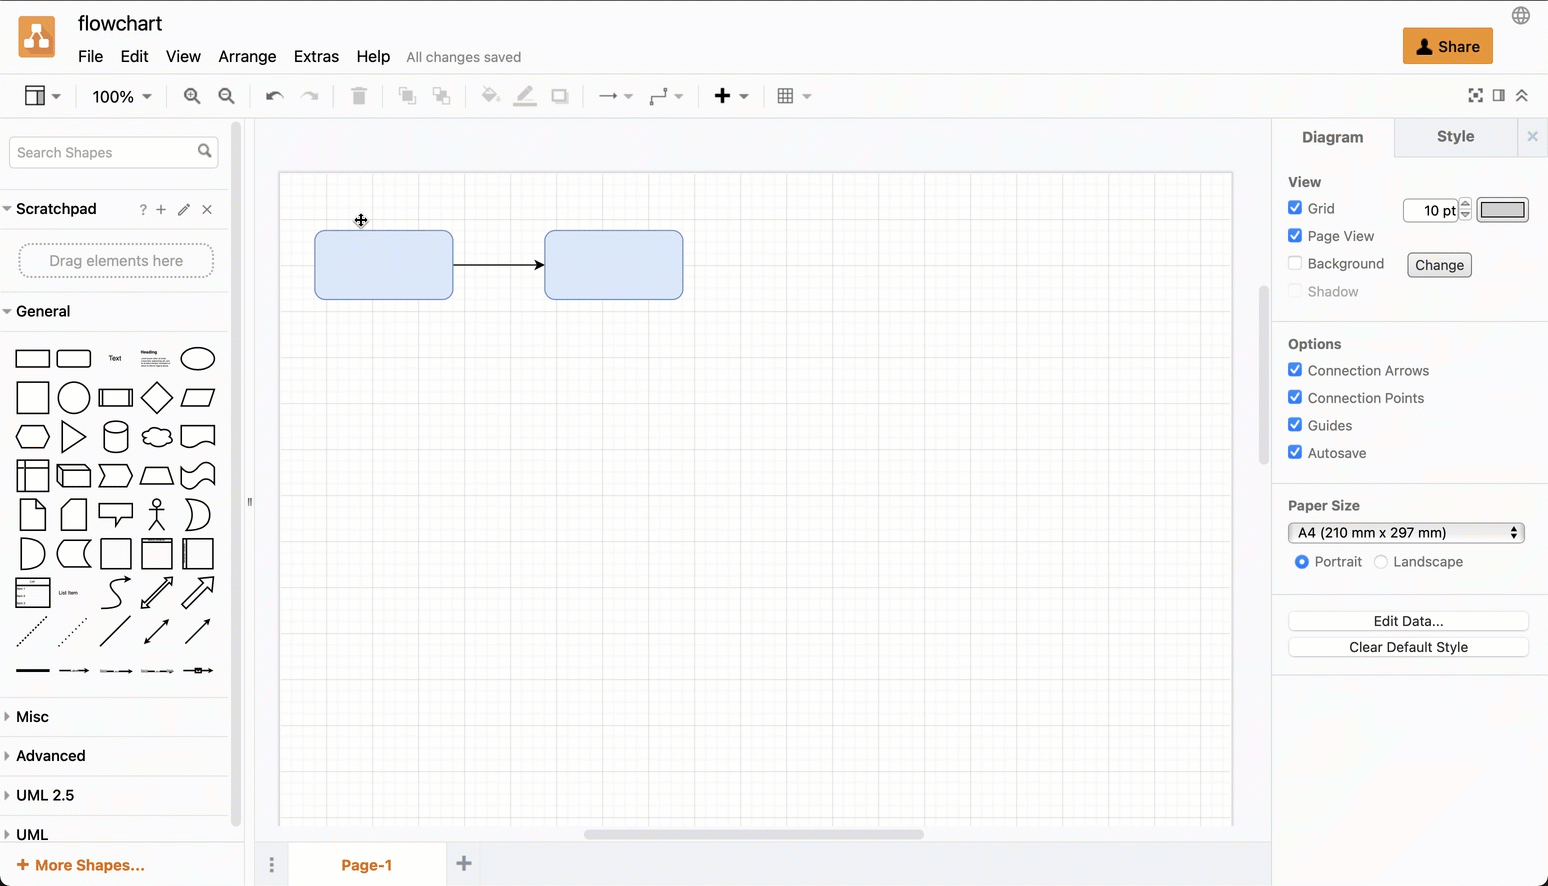 flowchart
File Edit View Arrange Extras Help All changes saved
Share
100%
Search Shapes
Scratchpad ?
Drag elements here
General
Text
Heading
List Item
Misc
Advanced
UML 2.5
UML
+ More Shapes...
Page-1
Diagram Style
View
Grid 10 pt
Page View
Background Change
Shadow
Options
Connection Arrows
Connection Points
Guides
Autosave
Paper Size
A4 (210 mm x 297 mm)
Portrait Landscape
Edit Data...
Clear Default Style